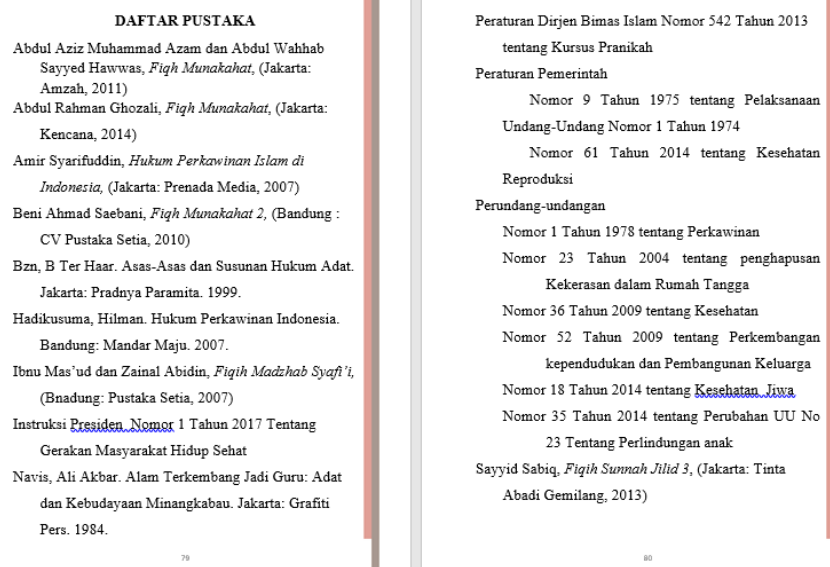 DAFTAR PUSTAKA
Abdul Aziz Muhammad Azam dan Abdul Wahhab
Sayyed Hawwas, Fiqh Munakahat, (Jakarta:
Amzah, 2011)
Abdul Rahman Ghozali, Fiqh Munakahat, (Jakarta:
Kencana, 2014)
Amir Syarifuddin, Hukum Perkawinan Islam di
Indonesia, (Jakarta: Prenada Media, 2007)
Beni Ahmad Saebani, Fiqh Munakahat 2, (Bandung :
CV Pustaka Setia, 2010)
Bzn, B Ter Haar. Asas-Asas dan Susunan Hukum Adat.
Jakarta: Pradnya Paramita. 1999.
Hadikusuma, Hilman. Hukum Perkawinan Indonesia.
Bandung: Mandar Maju. 2007.
Ibnu Mas’ud dan Zainal Abidin, Fiqih Madzhab Syafi’i,
(Bnadung: Pustaka Setia, 2007)
Instruksi Presiden Nomor 1 Tahun 2017 Tentang
Gerakan Masyarakat Hidup Sehat
Navis, Ali Akbar. Alam Terkembang Jadi Guru: Adat
dan Kebudayaan Minangkabau. Jakarta: Grafiti
Pers. 1984.
79
Peraturan Dirjen Bimas Islam Nomor 542 Tahun 2013
tentang Kursus Pranikah
Peraturan Pemerintah
Nomor 9 Tahun 1975 tentang Pelaksanaan
Undang-Undang Nomor 1 Tahun 1974
Nomor 61 Tahun 2014 tentang Kesehatan
Reproduksi
Perundang-undangan
Nomor 1 Tahun 1978 tentang Perkawinan
Nomor 23 Tahun 2004 tentang penghapusan
Kekerasan dalam Rumah Tangga
Nomor 36 Tahun 2009 tentang Kesehatan
Nomor 52 Tahun 2009 tentang Perkembangan
kependudukan dan Pembangunan Keluarga
Nomor 18 Tahun 2014 tentang Kesehatan Jiwa
Nomor 35 Tahun 2014 tentang Perubahan UU No
23 Tentang Perlindungan anak
Sayyid Sabiq, Fiqih Sunnah Jilid 3, (Jakarta: Tinta
Abadi Gemilang, 2013)
80